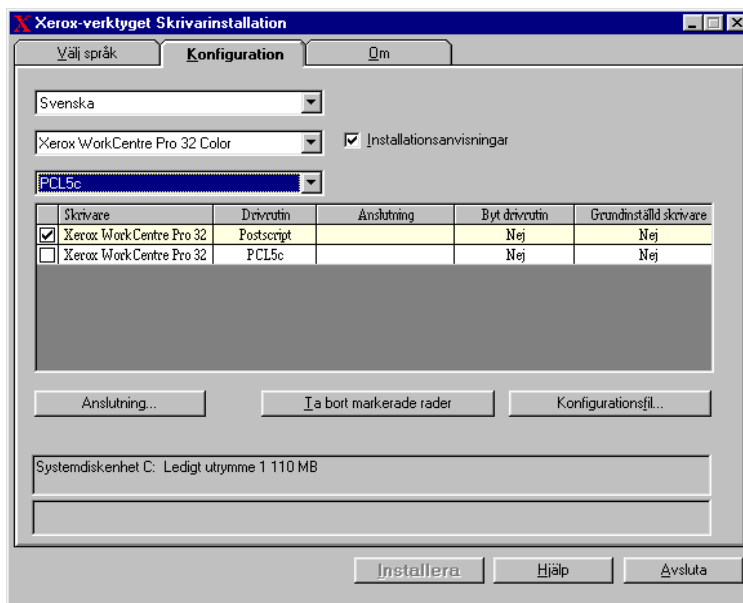 Xerox-verktyget Skrivarinstallation
Välj språk Konfiguration Om
Svenska
Xerox WorkCentre Pro 32 Color Installationsanvisningar
PCL5c
Skrivare Drivrutin Anslutning Byt drivrutin Grundinställd skrivare
Xerox WorkCentre Pro 32 Postscript Nej Nej
Xerox WorkCentre Pro 32 PCL5c Nej Nej
Anslutning... Ta bort markerade rader Konfigurationsfil...
Systemdiskenhet C: Ledigt utrymme 1 110 MB
Installera Hjälp Avsluta